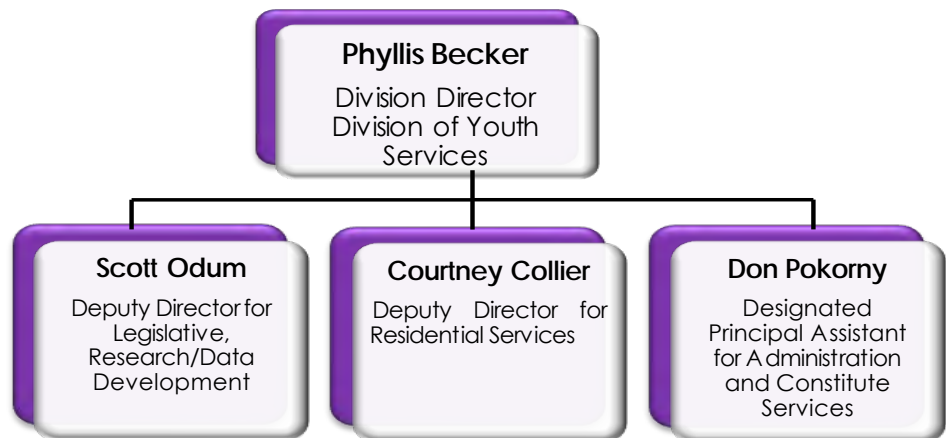 Phyllis Becker
Division Director
Division of Youth
Services
Scott Odum
Deputy Director for
Legislative,
Research/Data
Development
Courtney Collier
Deputy Director for
Residential Services
Don Pokorny
Designated
Principal Assistant
for Administration
and Constitute
Services